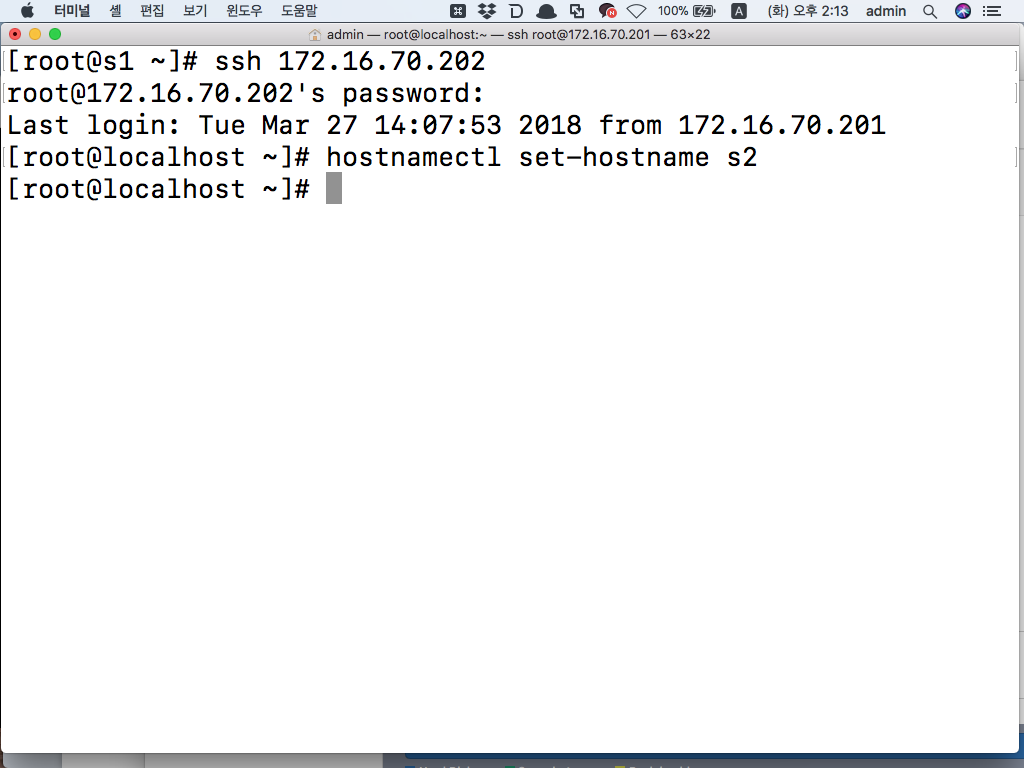 터미널 셸 편집 보기 윈도우 도움말 100% A (화) 오후 2:13 admin
admin — root@localhost:~ — ssh root@172.16.70.201 — 63×22
[root@s1 ~]# ssh 172.16.70.202
root@172.16.70.202's password:
Last login: Tue Mar 27 14:07:53 2018 from 172.16.70.201
[root@localhost ~]# hostnamectl set-hostname s2
[root@localhost ~]#